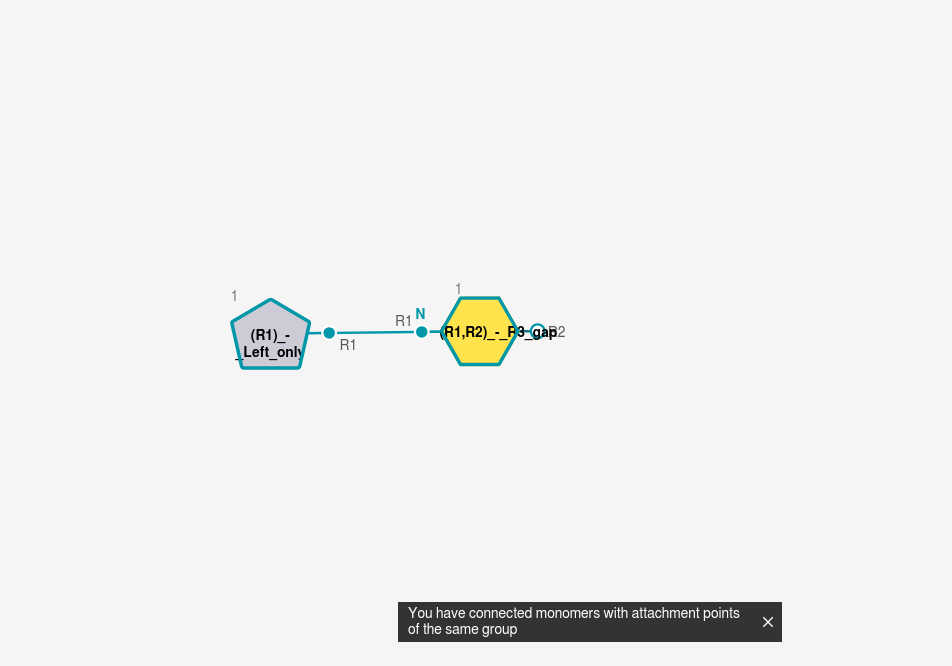 1
(R1)_-
_Left_only
R1
R1
N
1
(R1,R2)_-_R3_gap
R2
You have connected monomers with attachment points
of the same group